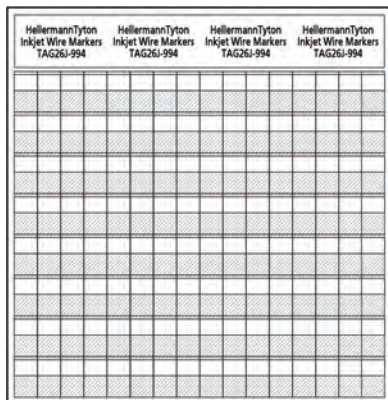 HellermannTyton HellermannTyton HellermannTyton HellermannTyton
Inkjet Wire Markers Inkjet Wire Markers Inkjet Wire Markers Inkjet Wire Markers
TAG26J-994 TAG26J-994 TAG26J-994 TAG26J-994